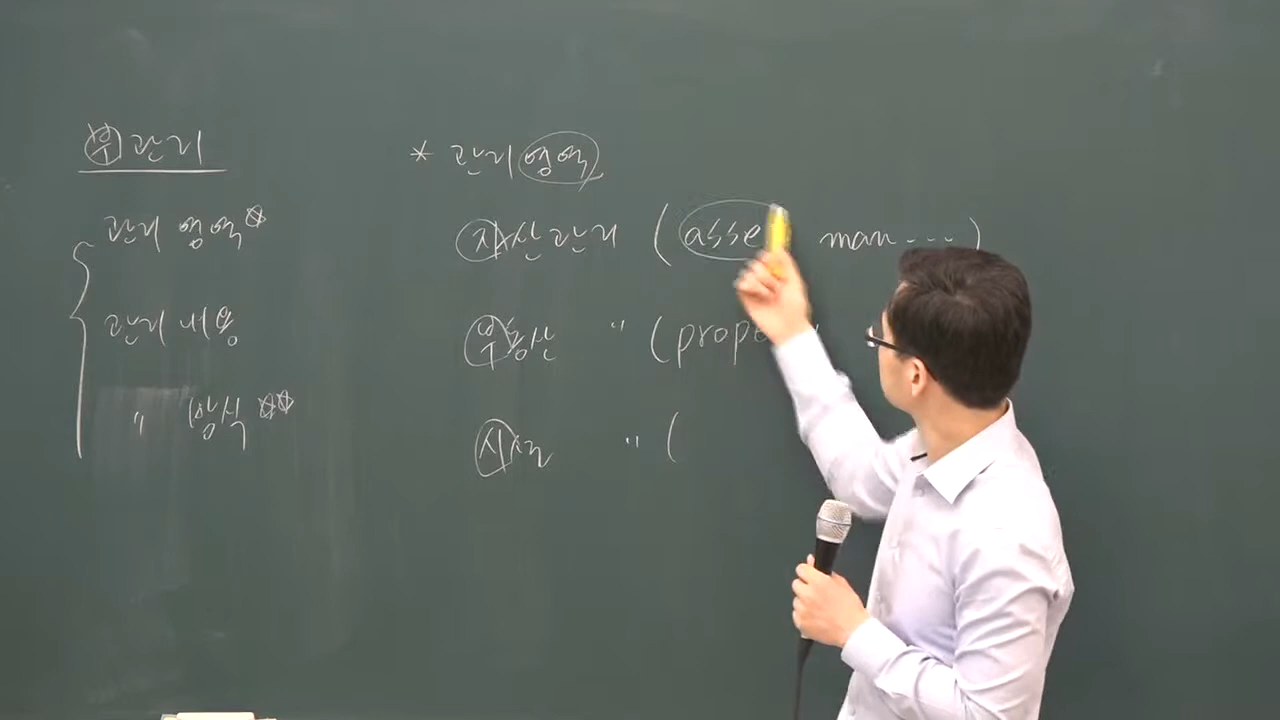 부 관리
관리 영역 ☆
관리 내용
" 방식 ☆☆
* 관리영역
자산관리 (asse man...)
부동산 " (prope
시설 " (